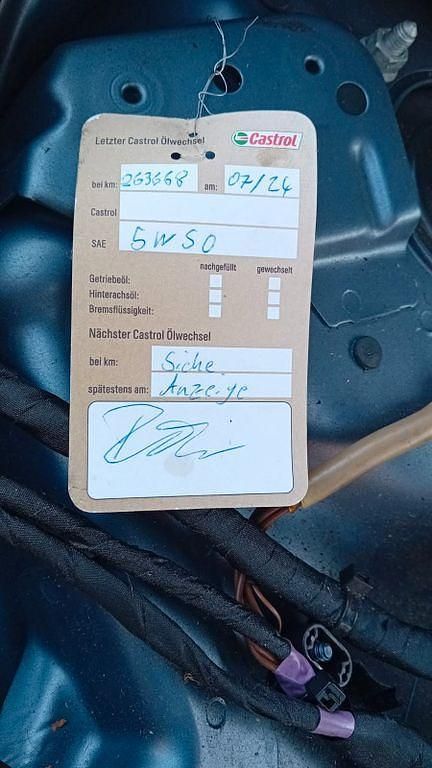 Letzter Castrol Ölwechsel
Castrol
bei km: 263668 am: 07/24
Castrol
SAE 5W50
nachgefüllt gewechselt
Getriebeöl:
Hinterachsöl:
Bremsflüssigkeit:
Nächster Castrol Ölwechsel
bei km: Siehe
spätestens am: Anzeige